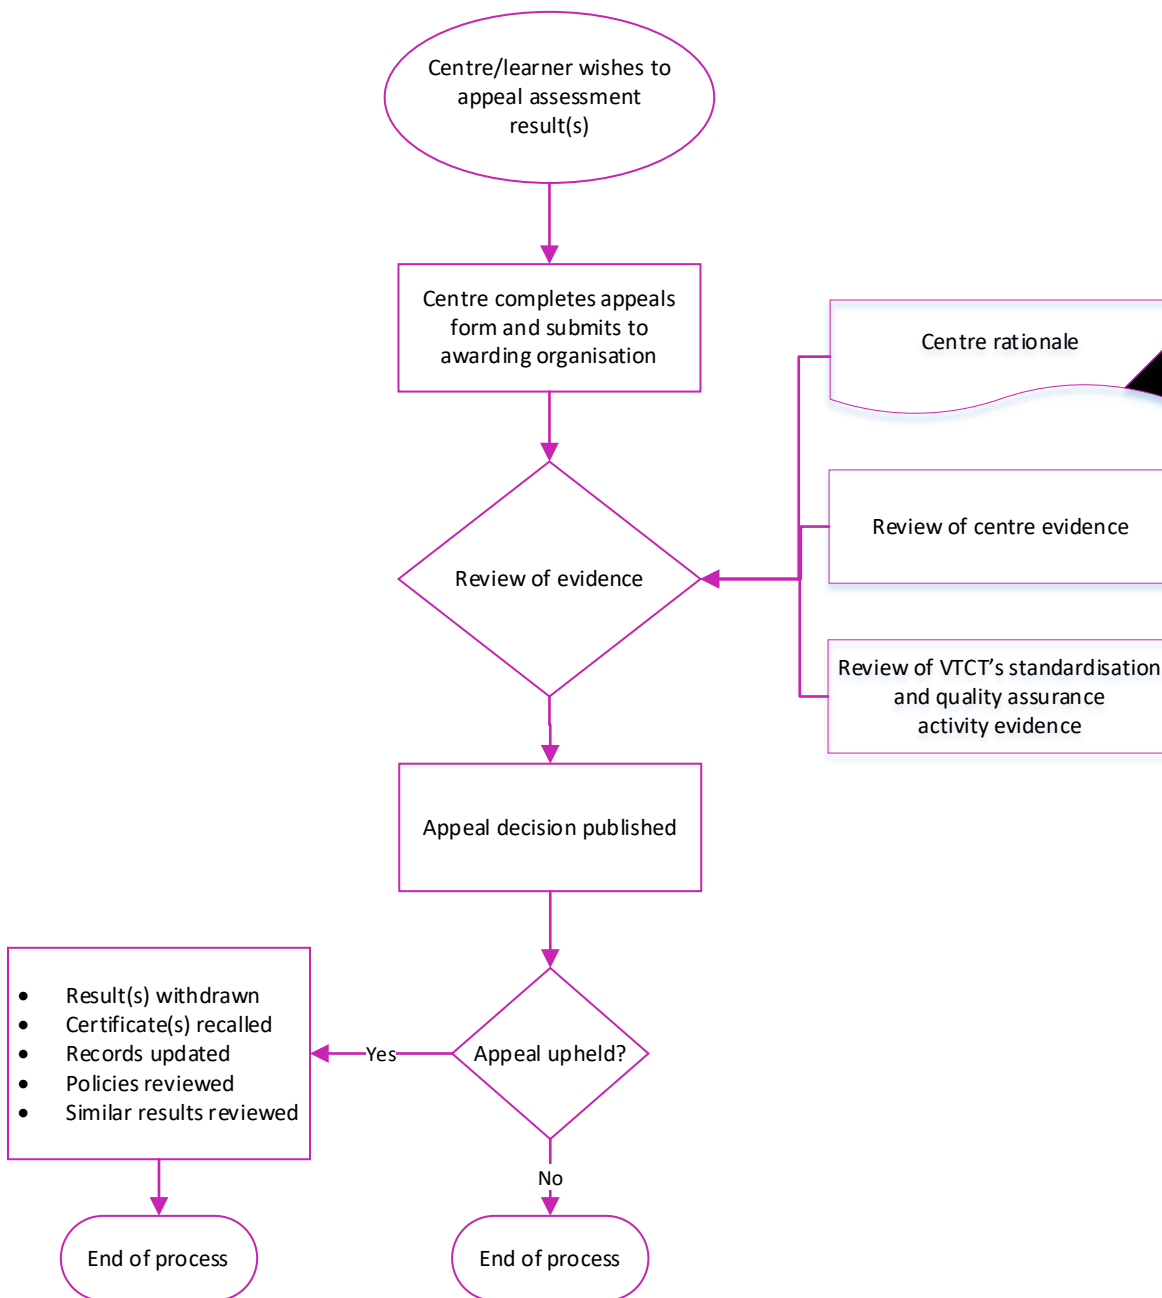 Centre/learner wishes to
appeal assessment
result(s)
Centre completes appeals
form and submits to
awarding organisation
Centre rationale
Review of centre evidence
Review of evidence
Review of VTCT’s standardisation
and quality assurance
activity evidence
Appeal decision published
• Result(s) withdrawn
• Certificate(s) recalled
• Records updated
• Policies reviewed
• Similar results reviewed
Yes
Appeal upheld?
No
End of process
End of process